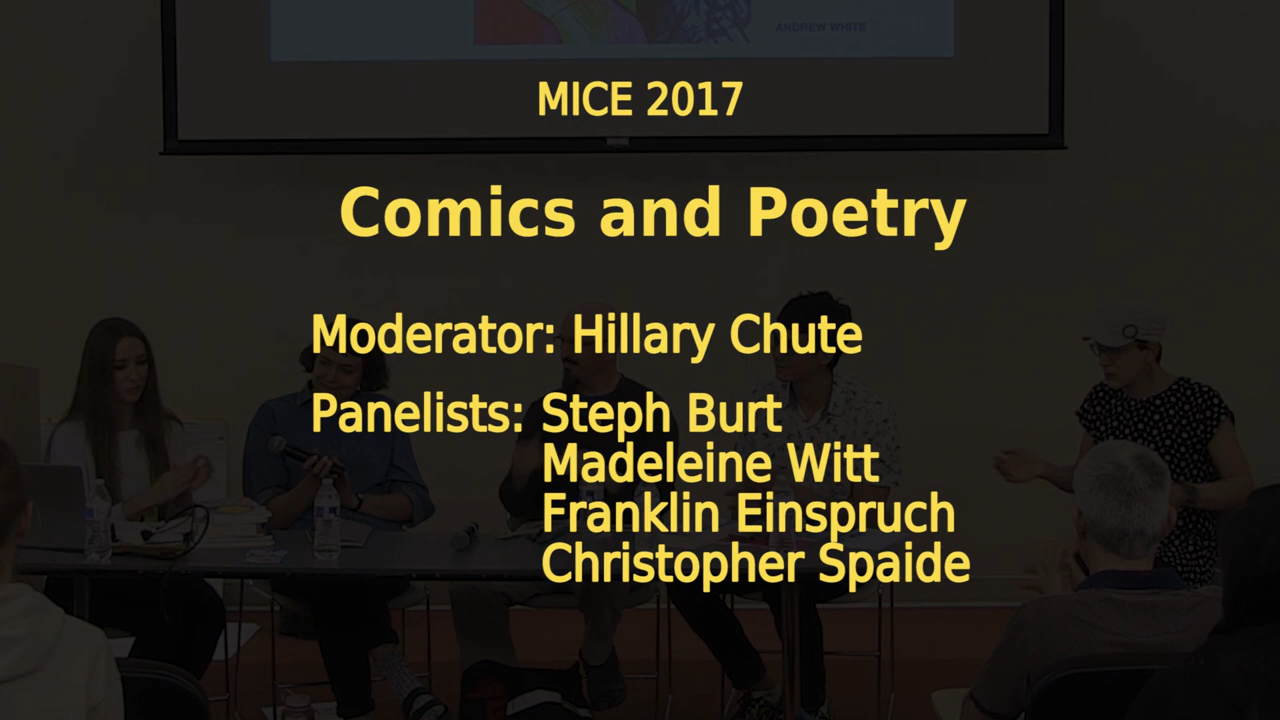 ANDREW WHITE
MICE 2017
Comics and Poetry
Moderator: Hillary Chute
Panelists: Steph Burt
Madeleine Witt
Franklin Einspruch
Christopher Spaide